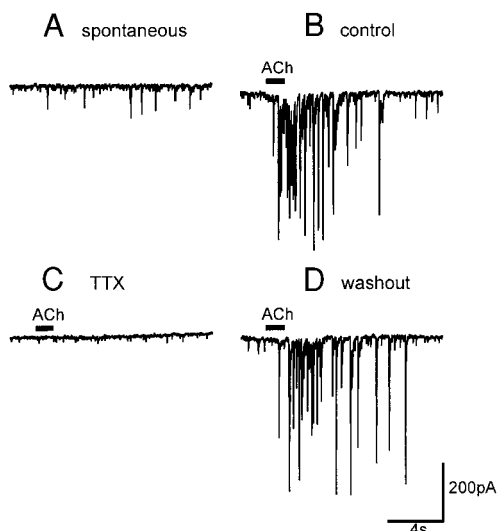 A spontaneous
B control
ACh
C TTX
D washout
ACh
ACh
200pA
4s